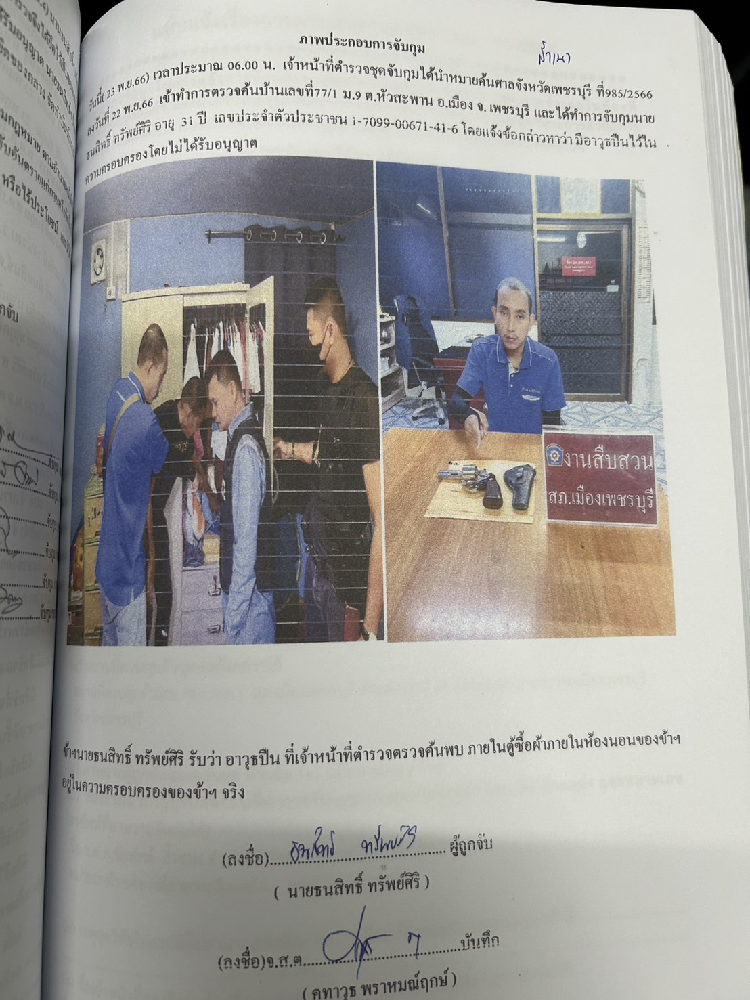 ภาพประกอบการจับกุม
สำเนา
วันนี้( 23 พ.ย.66) เวลาประมาณ 06.00 น. เจ้าหน้าที่ตำรวจชุดจับกุมได้นำหมายค้นศาลจังหวัดเพชรบุรี ที่985/2566
ลงวันที่ 22 พ.ย.66 เข้าทำการตรวจค้นบ้านเลขที่77/1 ม.9 ต.หัวสะพาน อ.เมือง จ. เพชรบุรี และได้ทำการจับกุมนาย
ธนสิทธิ์ ทรัพย์ศิริ อายุ 31 ปี เลขประจำตัวประชาชน 1-7099-00671-41-6 โดยแจ้งข้อกล่าวหาว่า มีอาวุธปืนไว้ใน
ความครอบครองโดยไม่ได้รับอนุญาต
งานสืบสวน
สภ.เมืองเพชรบุรี
ข้าฯนายธนสิทธิ์ ทรัพย์ศิริ รับว่า อาวุธปืน ที่เจ้าหน้าที่ตำรวจตรวจค้นพบ ภายในตู้ซื้อผ้าภายในห้องนอนของข้าฯ
อยู่ในความครอบครองของข้าฯ จริง
(ลงชื่อ)ธนสิทธิ์ ทรัพย์ศิริ ผู้ถูกจับ
( นายธนสิทธิ์ ทรัพย์ศิริ )
(ลงชื่อ)จ.ส.ต. บันทึก
( คทาวุธ พราหมณ์ฤกษ์ )